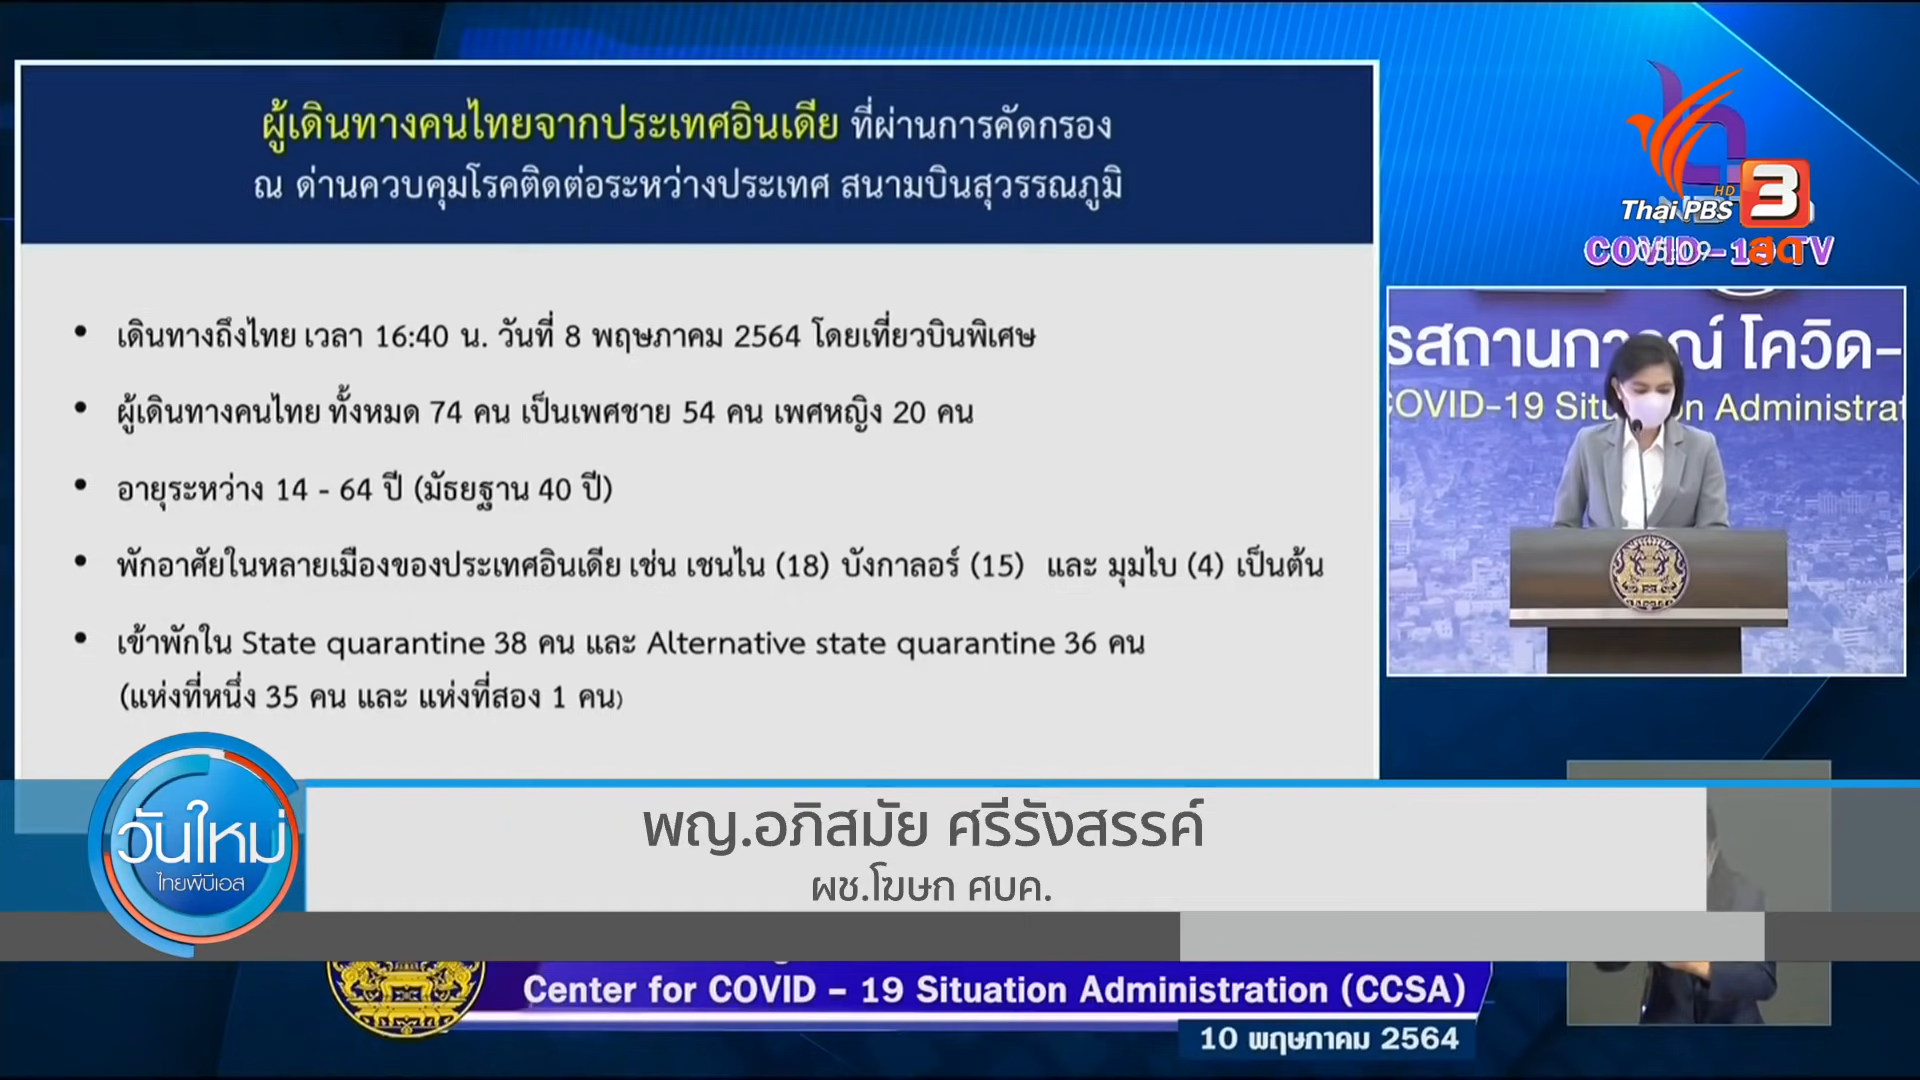 ผู้เดินทางคนไทยจากประเทศอินเดีย ที่ผ่านการคัดกรอง
ณ ด่านควบคุมโรคติดต่อระหว่างประเทศ สนามบินสุวรรณภูมิ
• เดินทางถึงไทย เวลา 16:40 น. วันที่ 8 พฤษภาคม 2564 โดยเที่ยวบินพิเศษ
• ผู้เดินทางคนไทย ทั้งหมด 74 คน เป็นเพศชาย 54 คน เพศหญิง 20 คน
• อายุระหว่าง 14 - 64 ปี (มัธยฐาน 40 ปี)
• พักอาศัยในหลายเมืองของประเทศอินเดีย เช่น เชนไน (18) บังกาลอร์ (15) และ มุมไบ (4) เป็นต้น
• เข้าพักใน State quarantine 38 คน และ Alternative state quarantine 36 คน
(แห่งที่หนึ่ง 35 คน และ แห่งที่สอง 1 คน)
HD
Thai PBS 3
COVID-19 TV
สด
รสถานการณ์ โควิด-
COVID-19 Situation Administrat
วันใหม่
ไทยพีบีเอส
พญ.อภิสมัย ศรีรังสรรค์
ผช.โฆษก ศบค.
Center for COVID – 19 Situation Administration (CCSA)
10 พฤษภาคม 2564